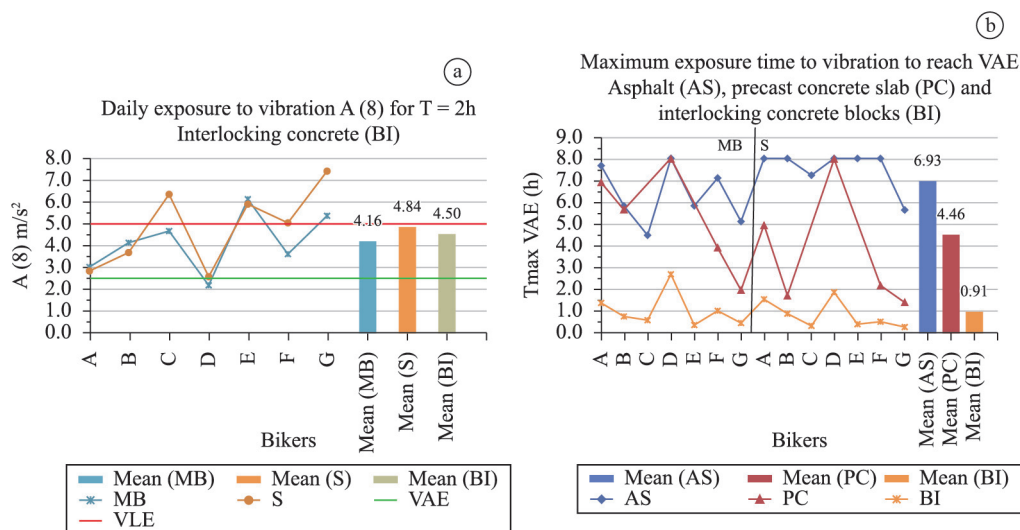 a
Daily exposure to vibration A (8) for T = 2h
Interlocking concrete (BI)
A (8) m/s²
8.0
7.0
6.0
5.0
4.0
3.0
2.0
1.0
0.0
4.16
4.84
4.50
A
B
C
D
E
F
G
Mean (MB)
Mean (S)
Mean (BI)
Bikers
Mean (MB) Mean (S) Mean (BI)
MB S VAE
VLE
b
Maximum exposure time to vibration to reach VAE
Asphalt (AS), precast concrete slab (PC) and
interlocking concrete blocks (BI)
Tmax VAE (h)
9.0
8.0
7.0
6.0
5.0
4.0
3.0
2.0
1.0
0.0
MB S
6.93
4.46
0.91
A
B
C
D
E
F
G
A
B
C
D
E
F
G
Mean (AS)
Mean (PC)
Mean (BI)
Bikers
Mean (AS) Mean (PC) Mean (BI)
AS PC BI